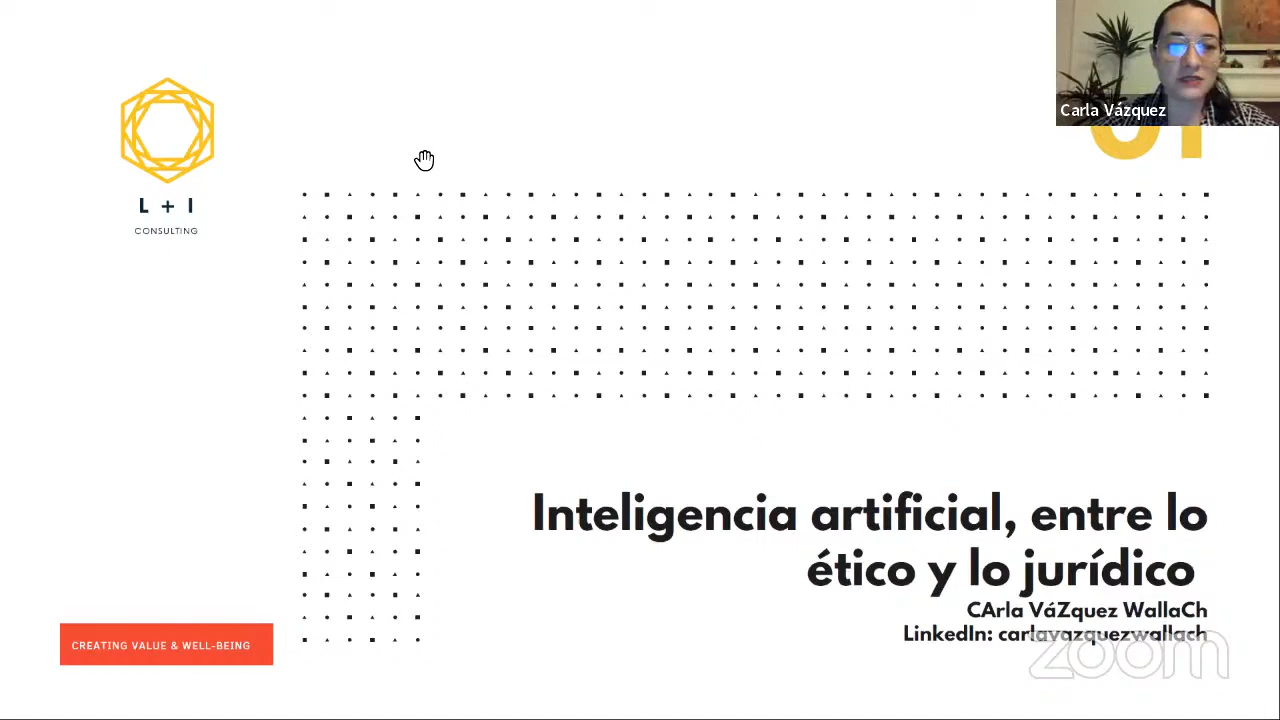 Carla Vázquez
L + I
CONSULTING
Inteligencia artificial, entre lo
ético y lo jurídico
CArla VáZquez WallaCh
LinkedIn: carlavazquezwallach
CREATING VALUE & WELL-BEING
zoom